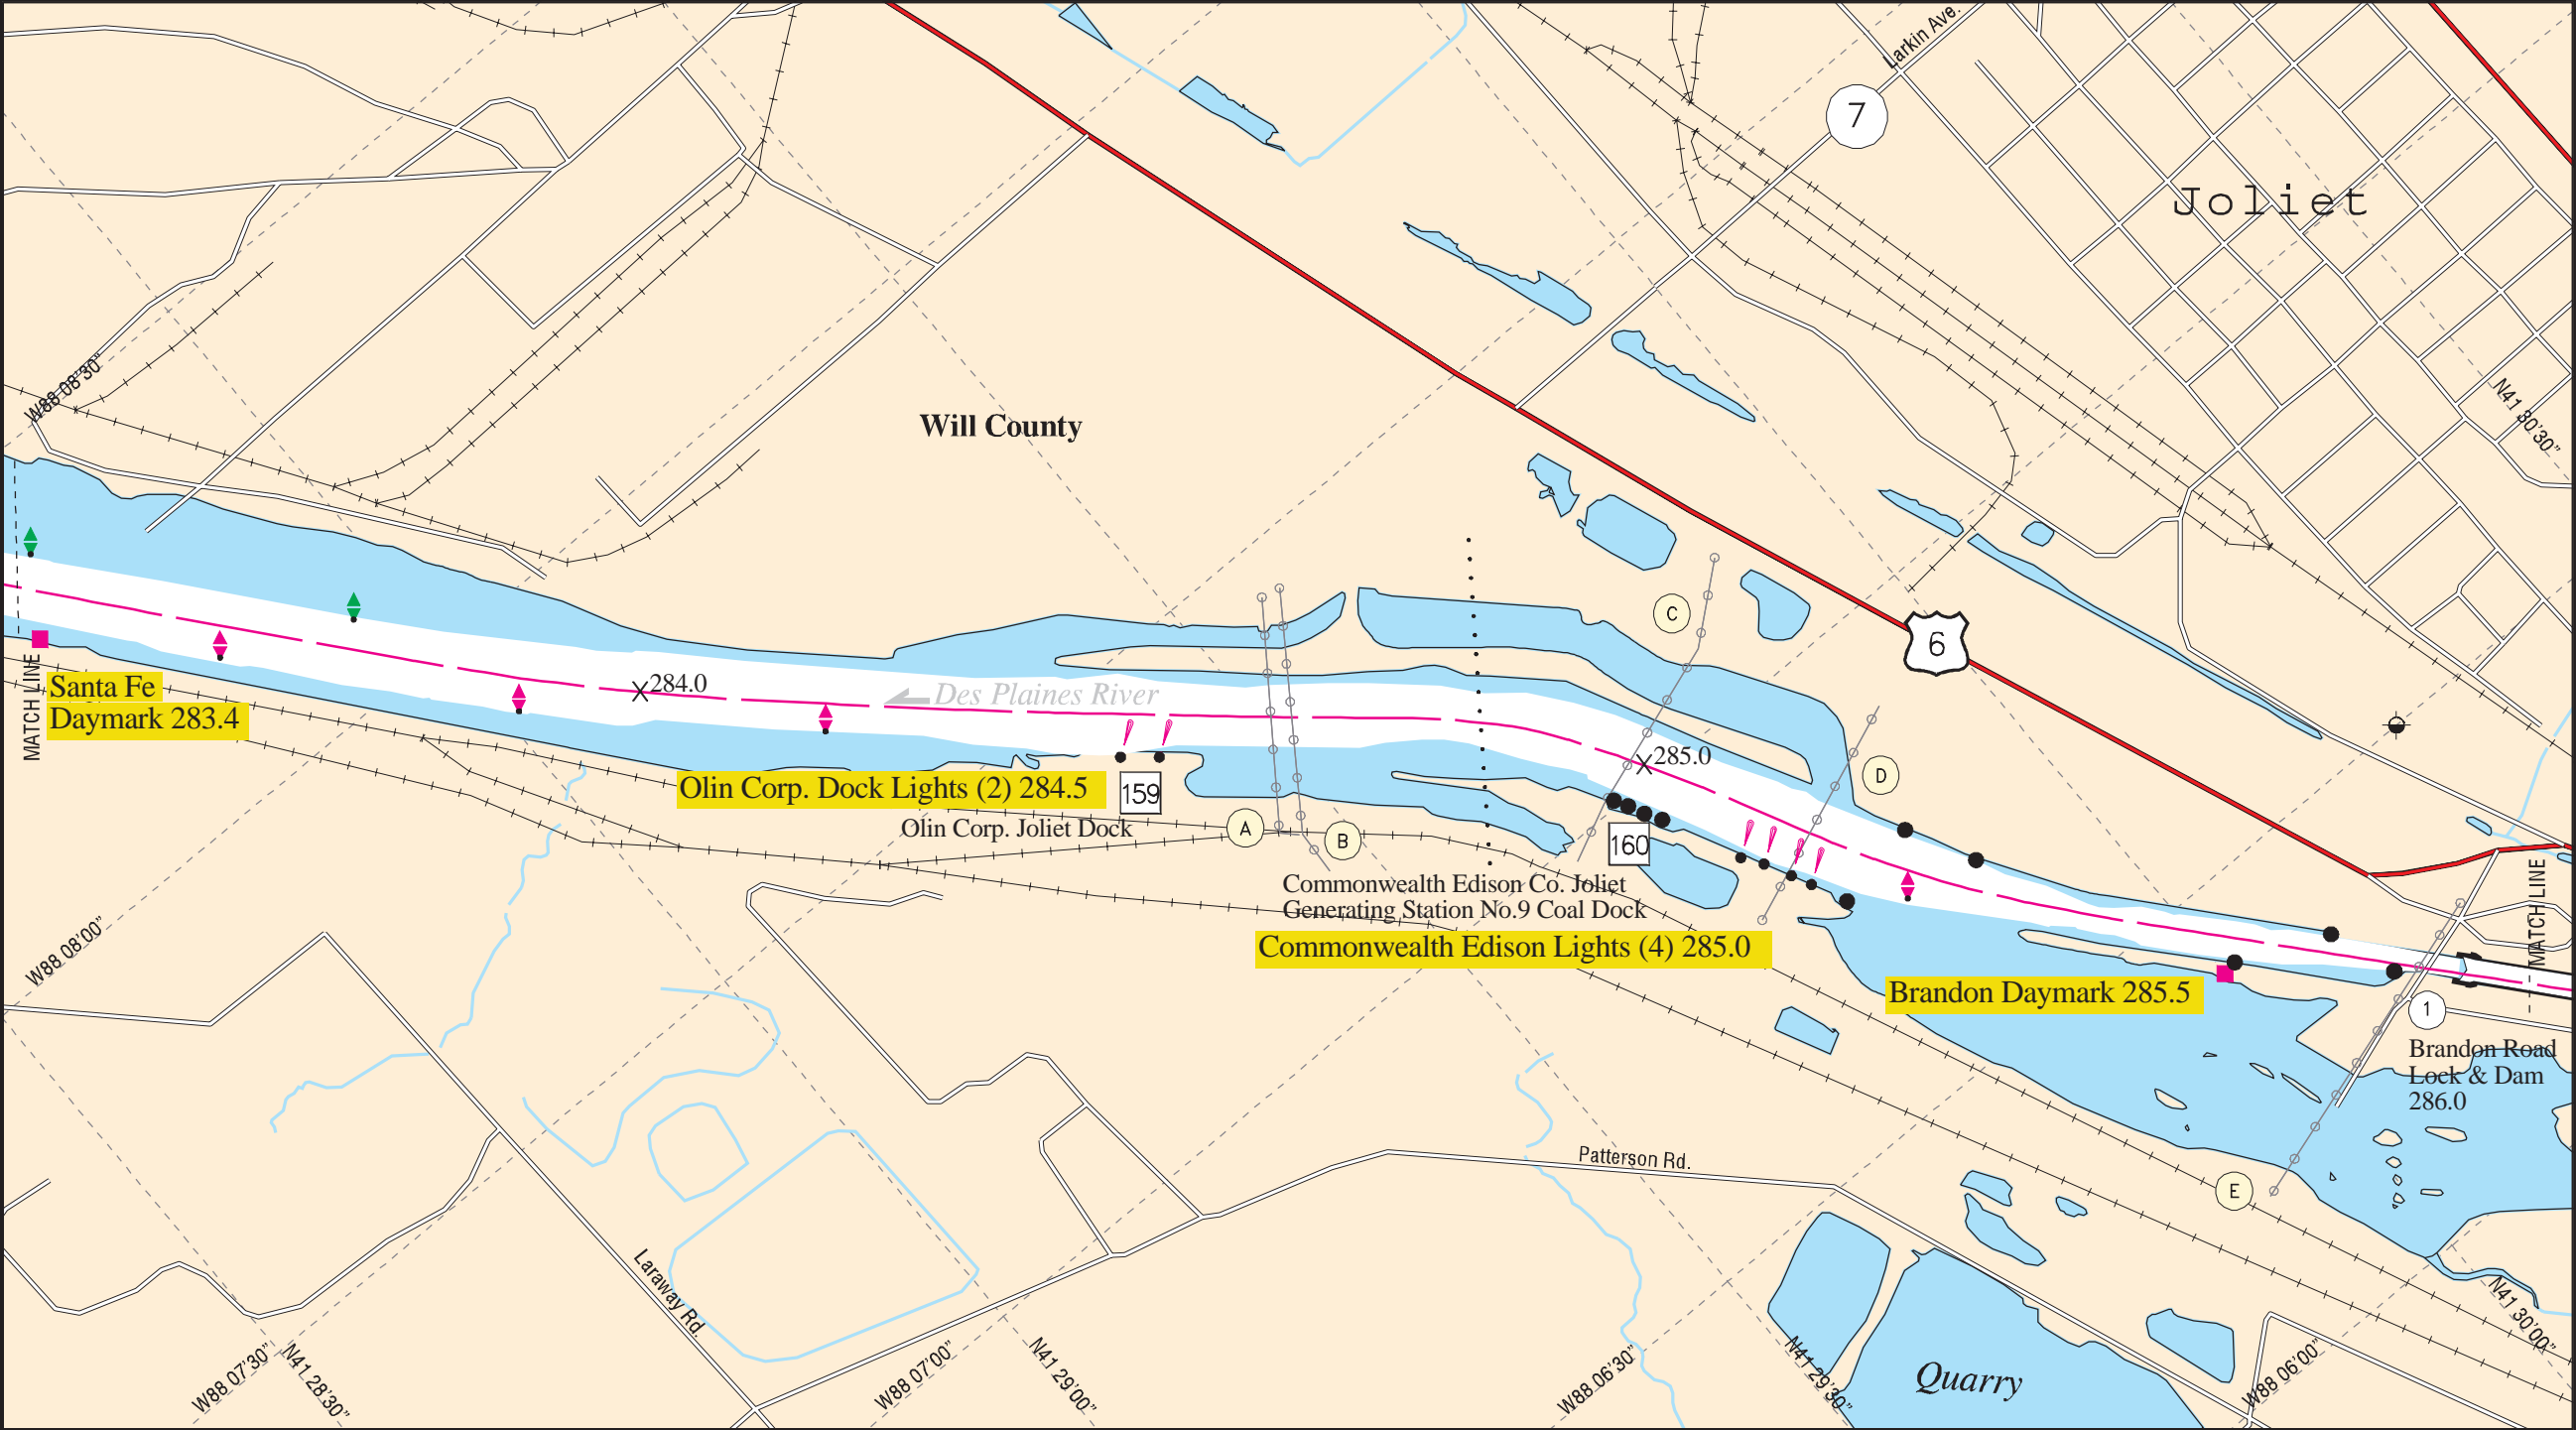 Larkin Ave.
7
Joliet
W88 08'30"
N41 30'30"
Will County
C
6
MATCH LINE
Santa Fe
Daymark 283.4
284.0
Des Plaines River
285.0
D
Olin Corp. Dock Lights (2) 284.5
159
Olin Corp. Joliet Dock
A
B
160
Commonwealth Edison Co. Joliet
Generating Station No.9 Coal Dock
Commonwealth Edison Lights (4) 285.0
MATCH LINE
W88 08'00"
Brandon Daymark 285.5
1
Brandon Road
Lock & Dam
286.0
Patterson Rd.
E
Laraway Rd.
N41 30'00"
W88 07'30"
N41 28'30"
W88 07'00"
N41 29'00"
W88 06'30"
N41 29'30"
Quarry
W88 06'00"